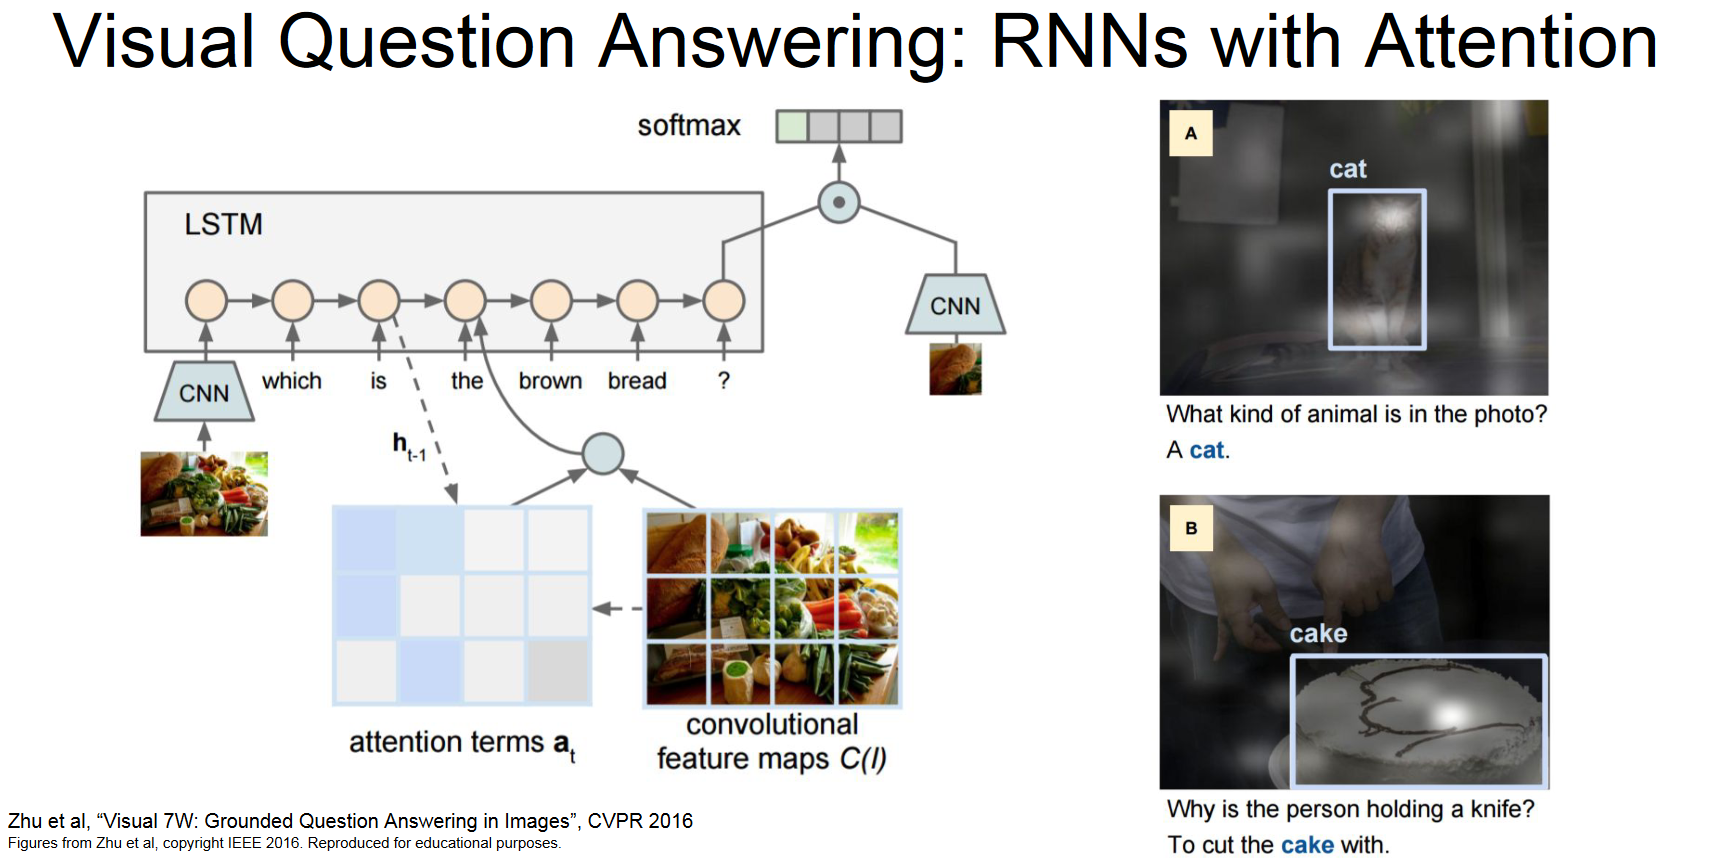 Visual Question Answering: RNNs with Attention
softmax
LSTM
CNN
which is the brown bread ?
CNN
h t-1
attention terms a t
convolutional
feature maps C(I)
A
cat
What kind of animal is in the photo?
A cat.
B
cake
Why is the person holding a knife?
To cut the cake with.
Zhu et al, “Visual 7W: Grounded Question Answering in Images”, CVPR 2016
Figures from Zhu et al, copyright IEEE 2016. Reproduced for educational purposes.